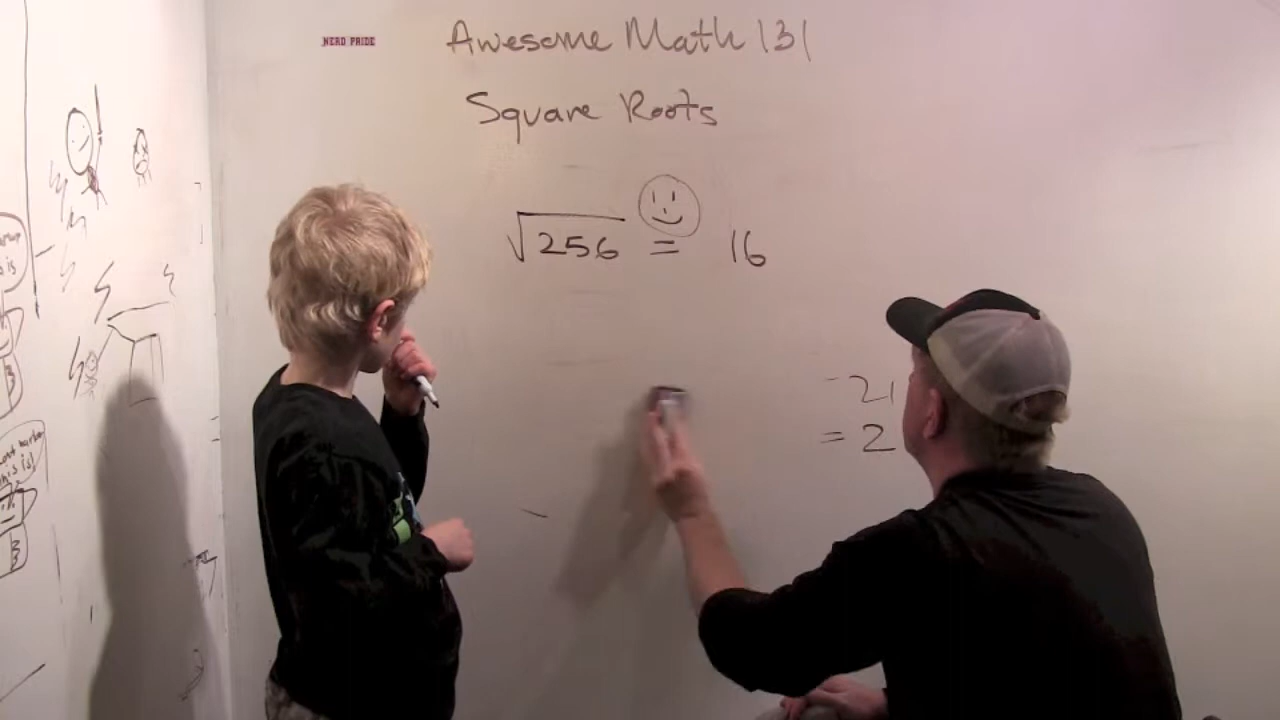 NERD PRIDE
Awesome Math 131
Square Roots
√256 = 16
21
= 2